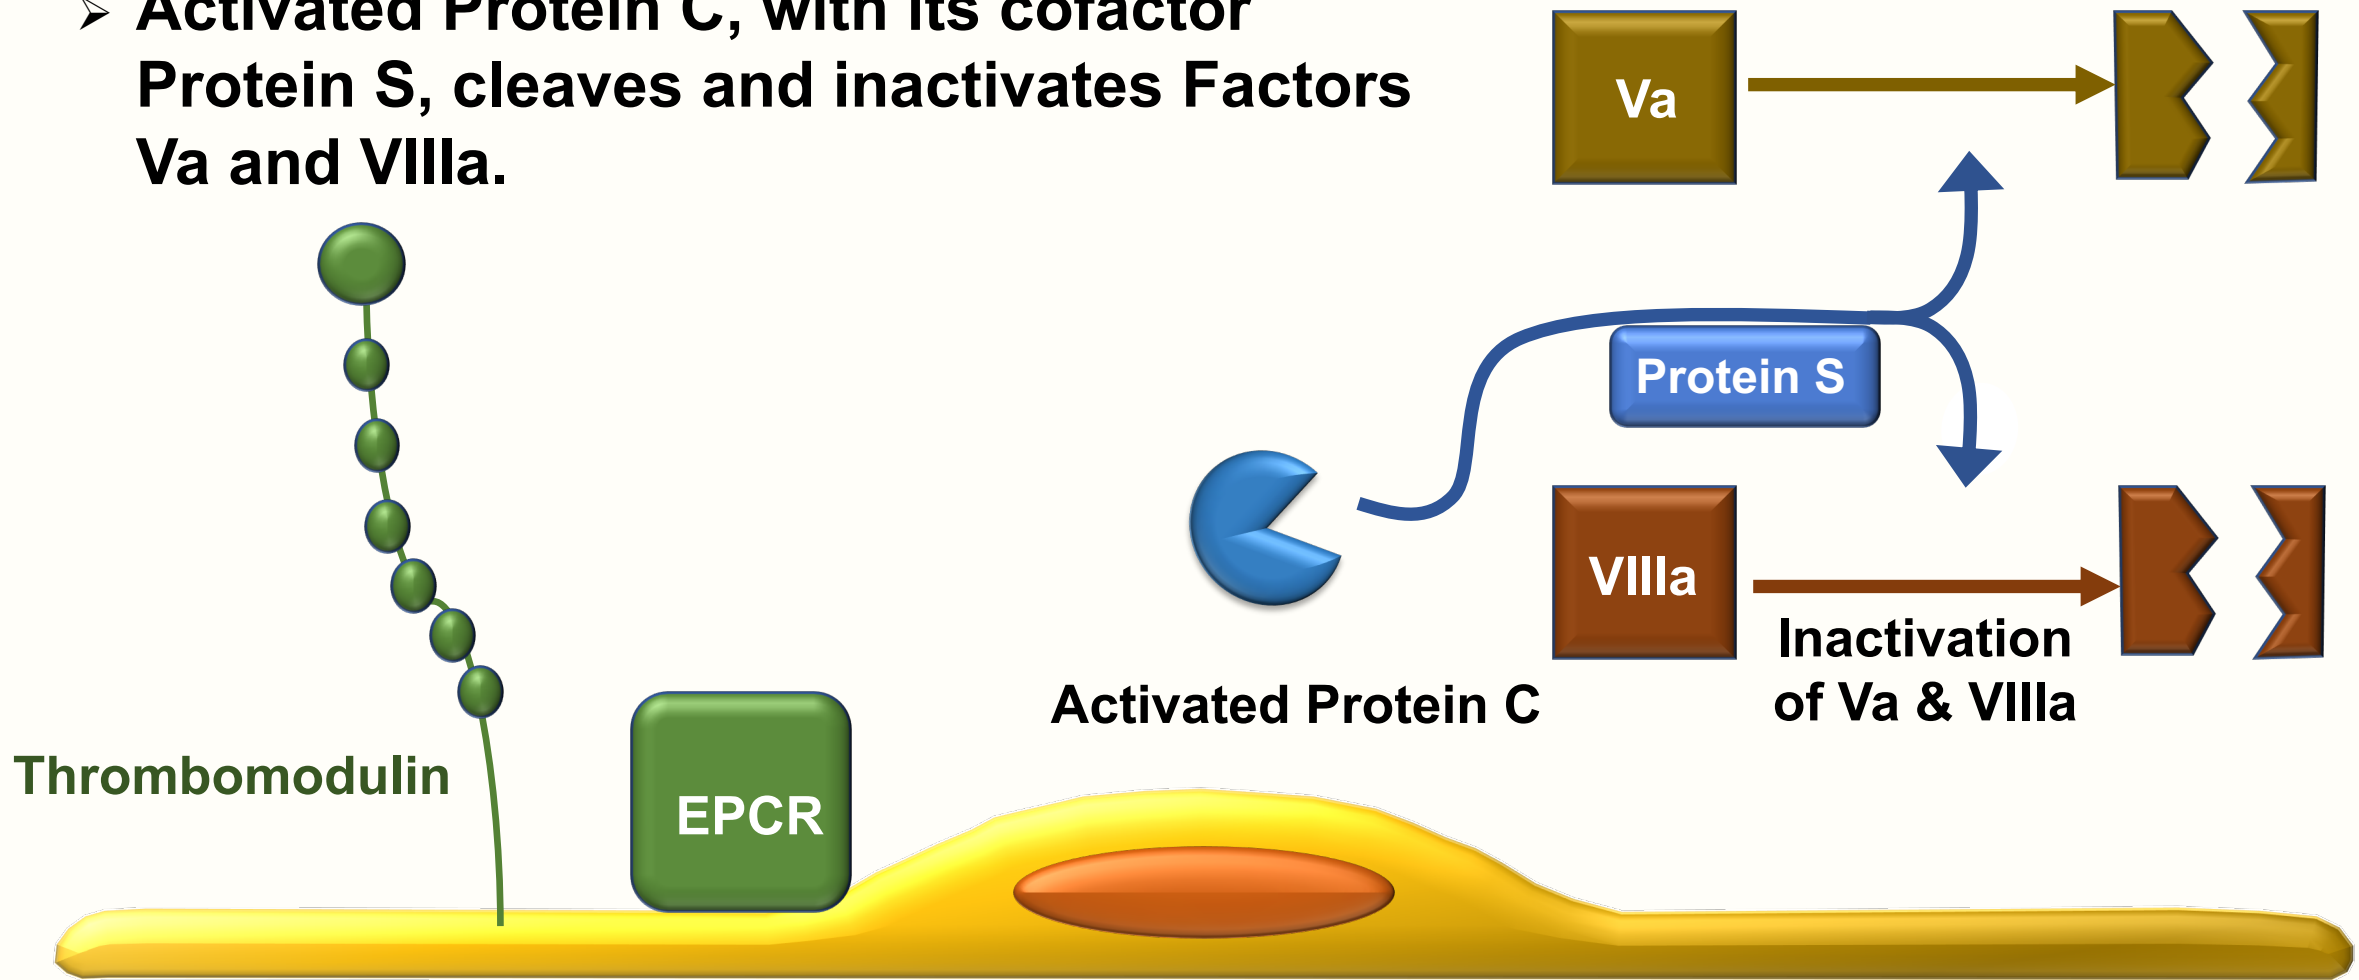 ➢ Activated Protein C, with its cofactor
Protein S, cleaves and inactivates Factors
Va and VIIIa.
Va
Protein S
VIIIa
Inactivation
of Va & VIIIa
Activated Protein C
Thrombomodulin
EPCR